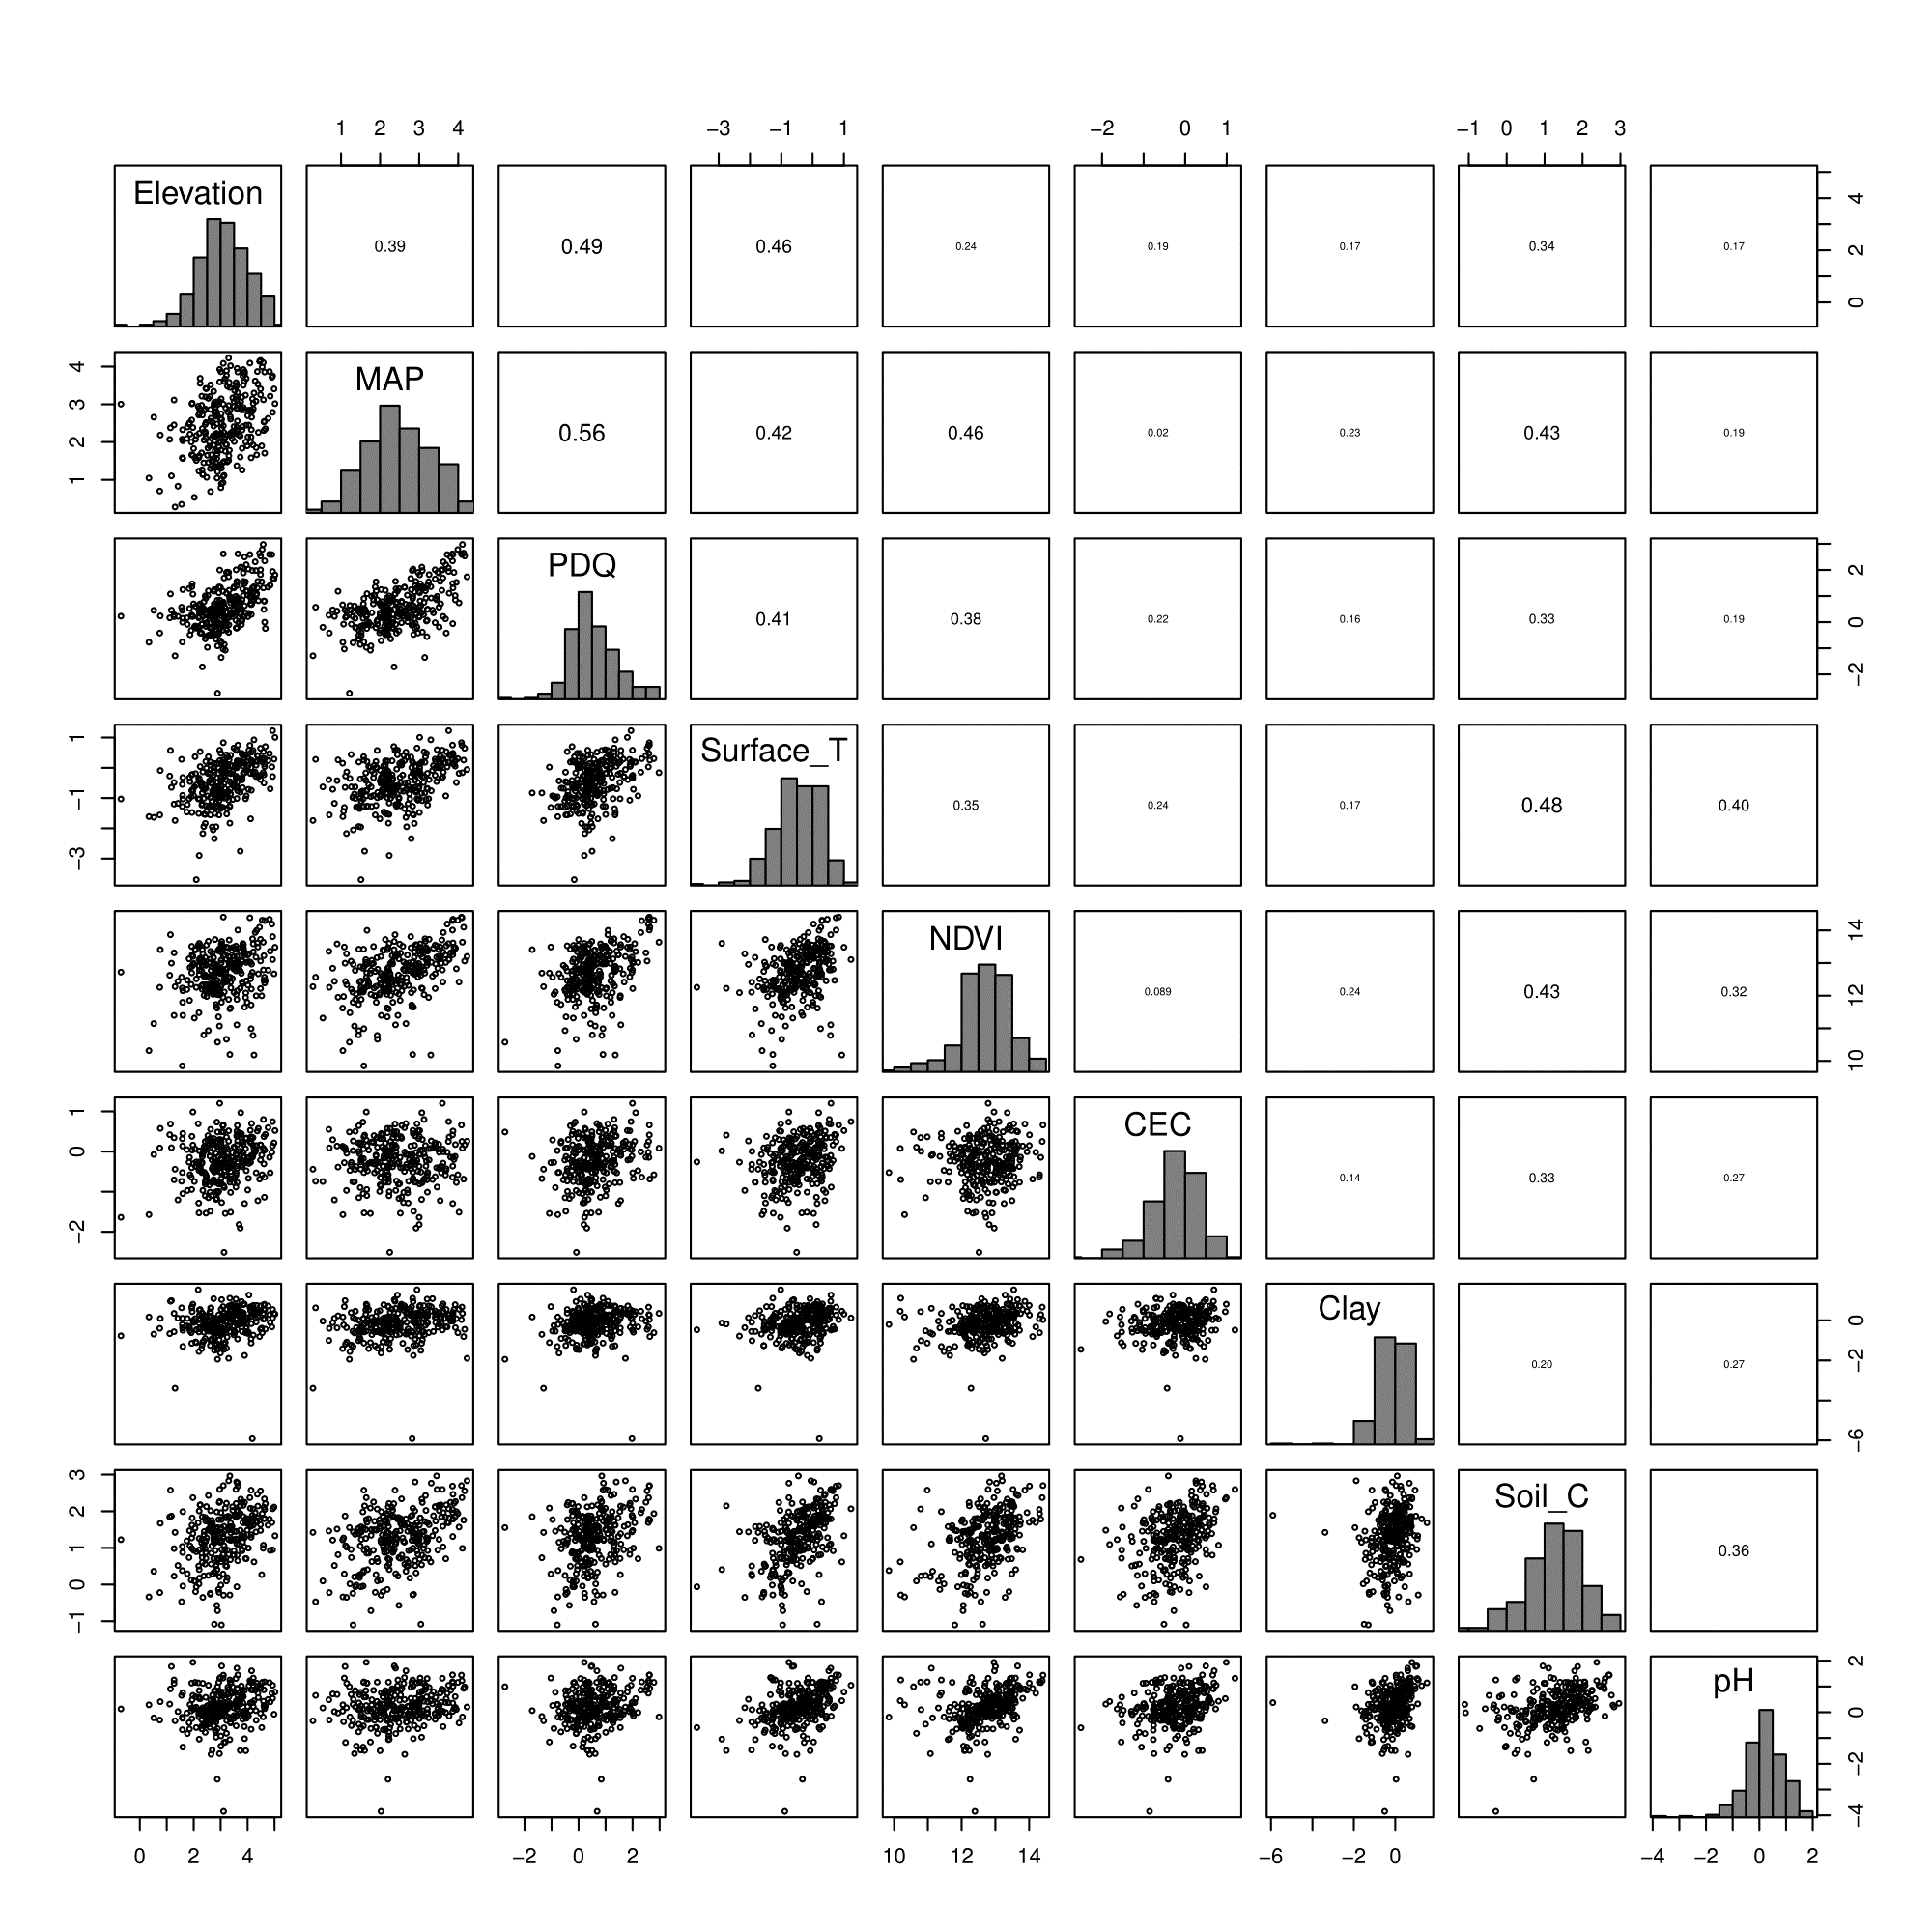 1 2 3 4 −3 −1 1 −2 0 1 −1 0 1 2 3
Elevation 0.39 0.49 0.46 0.24 0.19 0.17 0.34 0.17 0 2 4
1 2 3 4 MAP 0.56 0.42 0.46 0.02 0.23 0.43 0.19
PDQ 0.41 0.38 0.22 0.16 0.33 0.19 −2 0 2
−3 −1 1 Surface_T 0.35 0.24 0.17 0.48 0.40
NDVI 0.089 0.24 0.43 0.32 10 12 14
−2 0 1 CEC 0.14 0.33 0.27
Clay 0.20 0.27 −6 −2 0
−1 0 1 2 3 Soil_C 0.36
pH −4 −2 0 2
0 2 4 −2 0 2 10 12 14 −6 −2 0 −4 −2 0 2